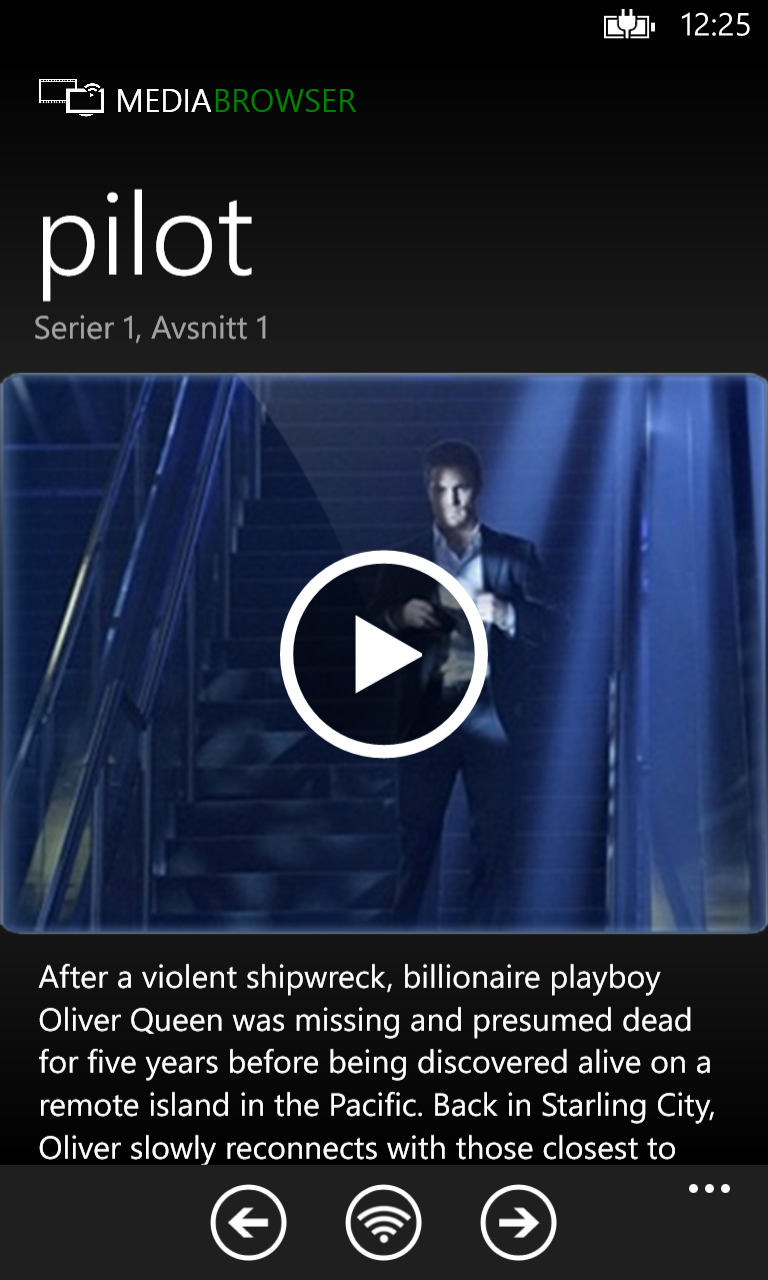 12:25
MEDIABROWSER
pilot
Serier 1, Avsnitt 1
After a violent shipwreck, billionaire playboy
Oliver Queen was missing and presumed dead
for five years before being discovered alive on a
remote island in the Pacific. Back in Starling City,
Oliver slowly reconnects with those closest to